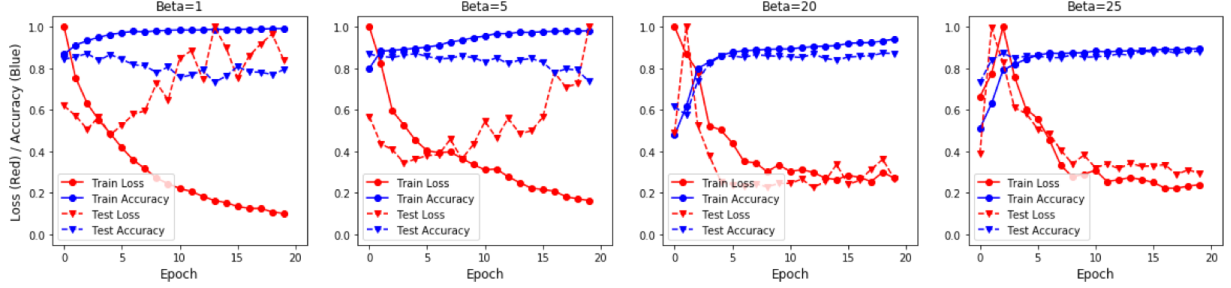 Beta=1
Loss (Red) / Accuracy (Blue)
1.0
0.8
0.6
0.4
0.2
0.0
Train Loss
Train Accuracy
Test Loss
Test Accuracy
0 5 10 15 20
Epoch
Beta=5
1.0
0.8
0.6
0.4
0.2
0.0
Train Loss
Train Accuracy
Test Loss
Test Accuracy
0 5 10 15 20
Epoch
Beta=20
1.0
0.8
0.6
0.4
0.2
0.0
Train Loss
Train Accuracy
Test Loss
Test Accuracy
0 5 10 15 20
Epoch
Beta=25
1.0
0.8
0.6
0.4
0.2
0.0
Train Loss
Train Accuracy
Test Loss
Test Accuracy
0 5 10 15 20
Epoch